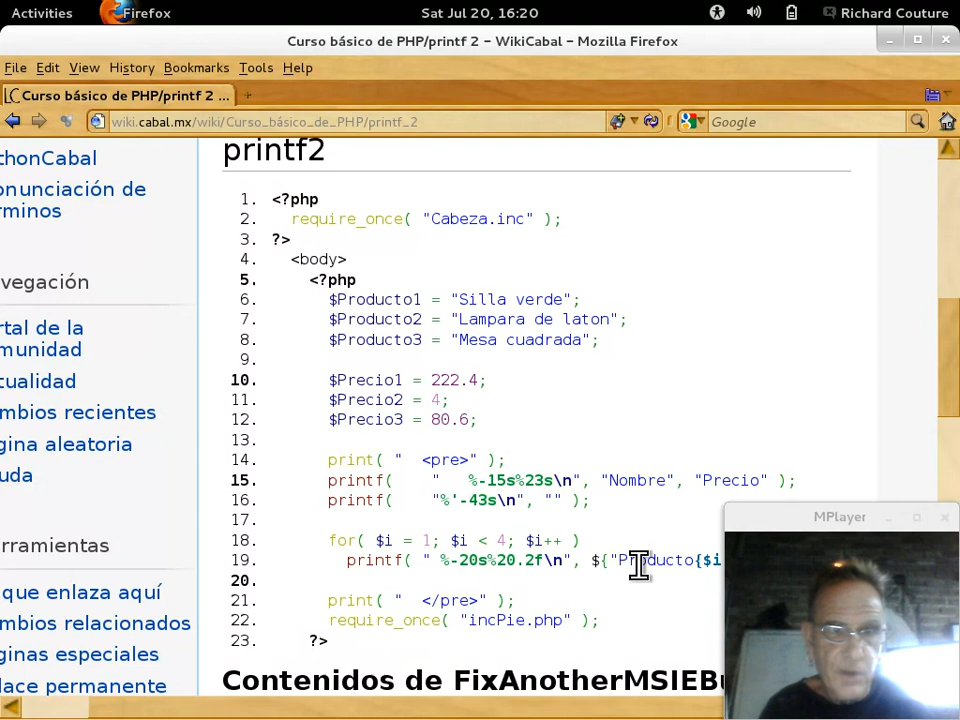 Activities Firefox Sat Jul 20, 16:20 Richard Couture
Curso básico de PHP/printf 2 – WikiCabal – Mozilla Firefox
File Edit View History Bookmarks Tools Help
Curso básico de PHP/printf 2 ... +
wiki.cabal.mx/wiki/Curso_básico_de_PHP/printf_2 Google
thonCabal
onunciación de
rminos
vegación
rtal de la
munidad
tualidad
mbios recientes
gina aleatoria
uda
rramientas
que enlaza aquí
mbios relacionados
ginas especiales
lace permanente
printf2
1. <?php
2. require_once( "Cabeza.inc" );
3. ?>
4. <body>
5. <?php
6. $Producto1 = "Silla verde";
7. $Producto2 = "Lampara de laton";
8. $Producto3 = "Mesa cuadrada";
9.
10. $Precio1 = 222.4;
11. $Precio2 = 4;
12. $Precio3 = 80.6;
13.
14. print( "  <pre>" );
15. printf(    "   %-15s%23s\n", "Nombre", "Precio" );
16. printf(    "%'-43s\n", "" );
17.
18. for( $i = 1; $i < 4; $i++ )
19. printf( " %-20s%20.2f\n", ${"Producto{$i
20.
21. print( "  </pre>" );
22. require_once( "incPie.php" );
23. ?>
Contenidos de FixAnotherMSIEBu
MPlayer